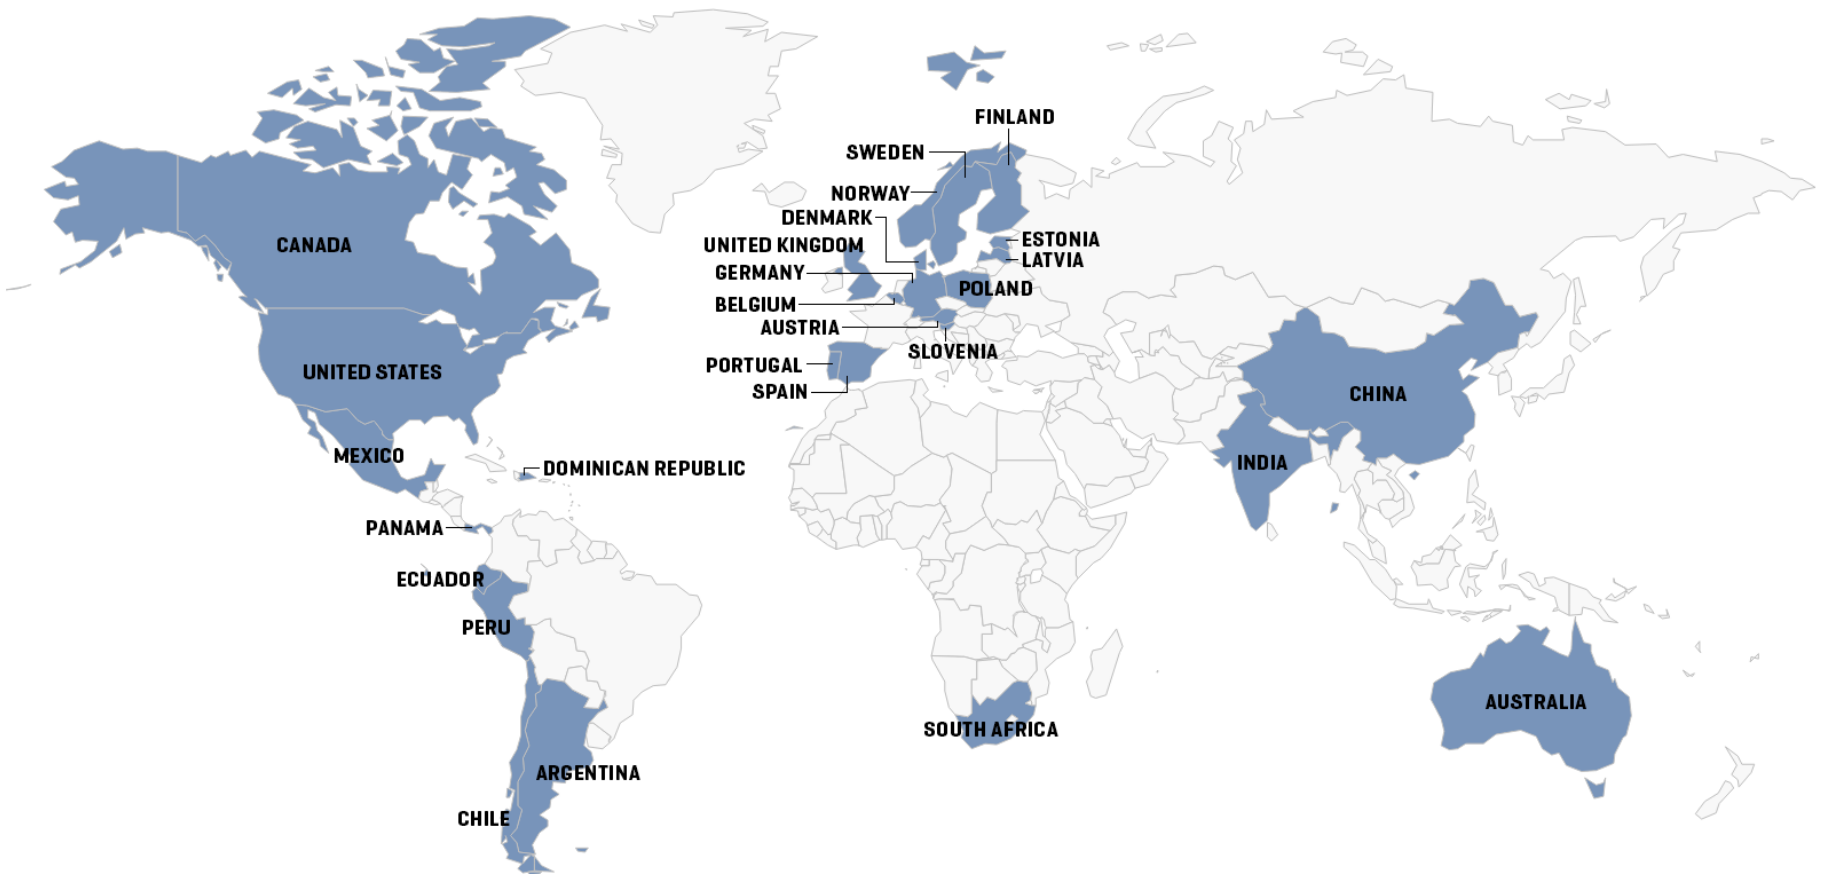 FINLAND
SWEDEN
NORWAY
DENMARK
UNITED KINGDOM
ESTONIA
CANADA
LATVIA
GERMANY
POLAND
BELGIUM
AUSTRIA
SLOVENIA
PORTUGAL
UNITED STATES
SPAIN
CHINA
MEXICO
INDIA
DOMINICAN REPUBLIC
PANAMA
ECUADOR
PERU
AUSTRALIA
SOUTH AFRICA
ARGENTINA
CHILE